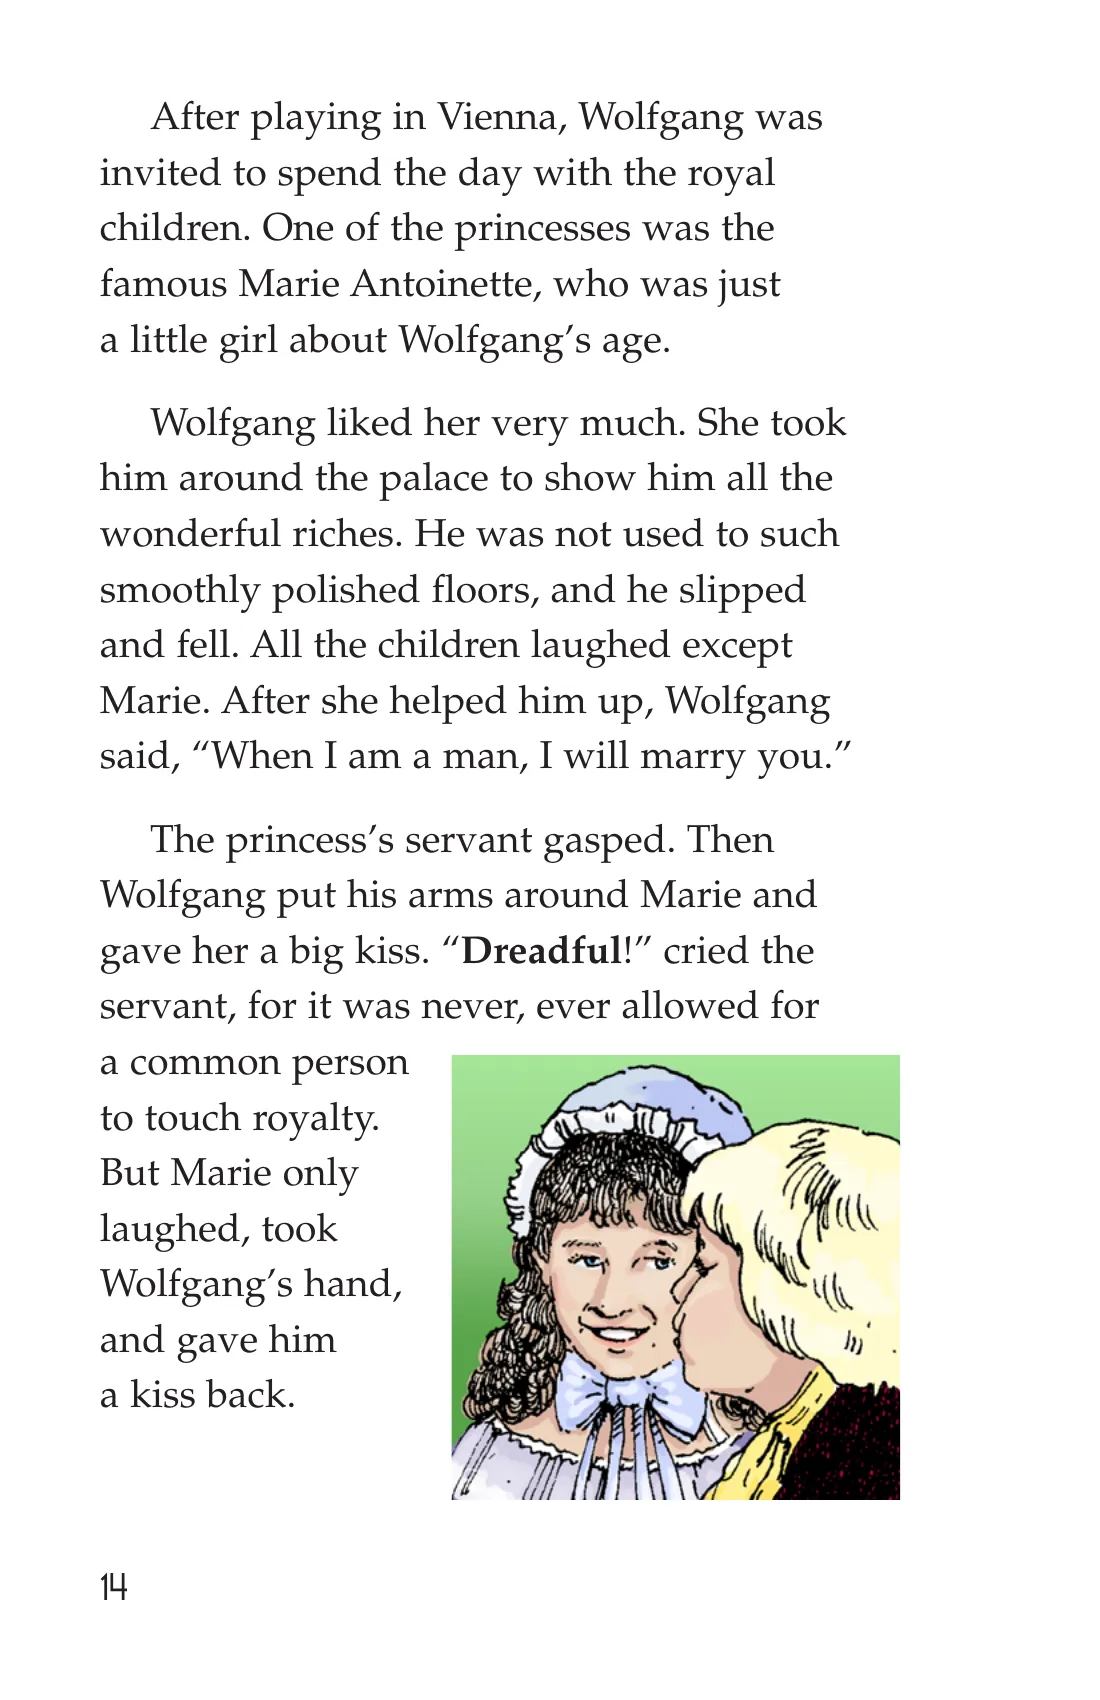 After playing in Vienna, Wolfgang was
invited to spend the day with the royal
children. One of the princesses was the
famous Marie Antoinette, who was just
a little girl about Wolfgang’s age.
Wolfgang liked her very much. She took
him around the palace to show him all the
wonderful riches. He was not used to such
smoothly polished floors, and he slipped
and fell. All the children laughed except
Marie. After she helped him up, Wolfgang
said, “When I am a man, I will marry you.”
The princess’s servant gasped. Then
Wolfgang put his arms around Marie and
gave her a big kiss. “Dreadful!” cried the
servant, for it was never, ever allowed for
a common person
to touch royalty.
But Marie only
laughed, took
Wolfgang’s hand,
and gave him
a kiss back.
14